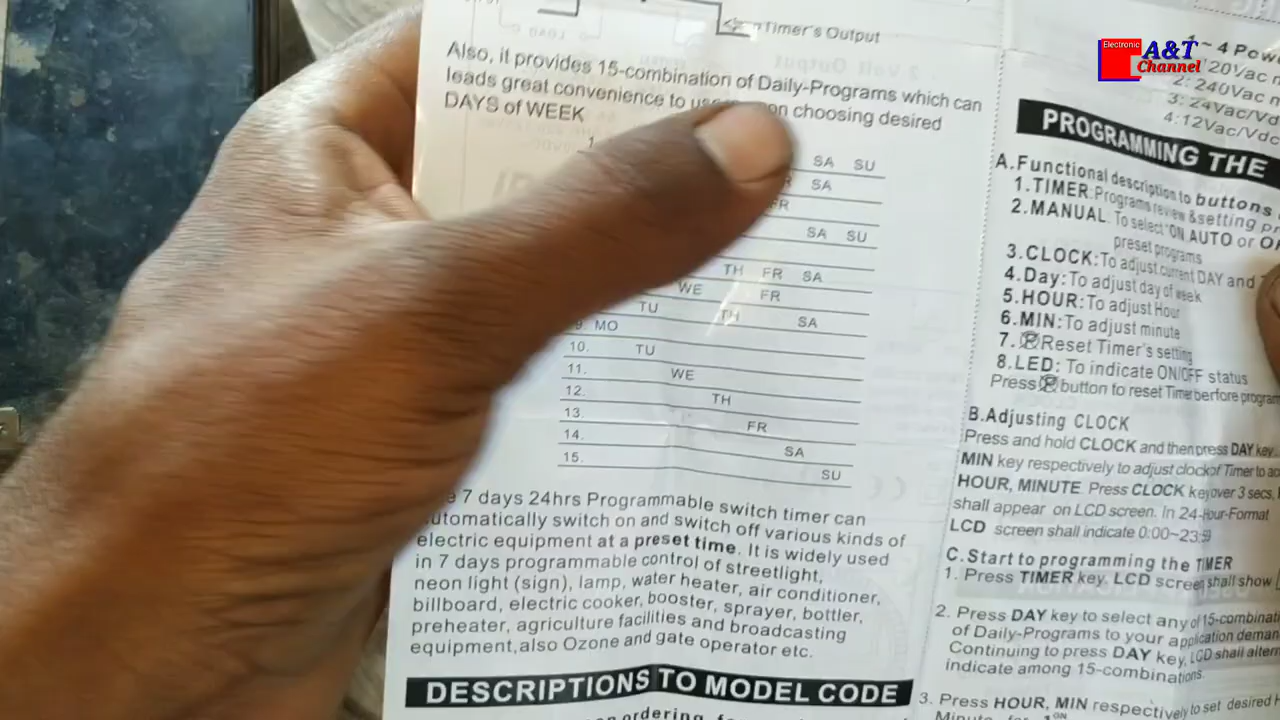 Timer's Output
Also, it provides 15-combination of Daily-Programs which can
leads great convenience to choosing desired
DAYS of WEEK
1
SA SU
SA
FR
SA SU
TH FR SA
WE FR
TU TH SA
9. MO
10. TU
11. WE
12. TH
13. FR
14. SA
15. SU
7 days 24hrs Programmable switch timer can
automatically switch on and switch off various kinds of
electric equipment at a preset time. It is widely used
in 7 days programmable control of streetlight,
neon light (sign), lamp, water heater, air conditioner,
billboard, electric cooker, booster, sprayer, bottler,
preheater, agriculture facilities and broadcasting
equipment,also Ozone and gate operator etc.
DESCRIPTIONS TO MODEL CODE
ordering,
1~4
120Vac
2: 240Vac
3: 24Vac/Vd
4:12Vac/Vdc
PROGRAMMING THE
A.Functional description to buttons
1.TIMER:Programs review &setting
2.MANUAL: To select "ON AUTO or
preset programs
3.CLOCK:To adjust current DAY and
4.Day:To adjust day of week
5.HOUR:To adjust Hour
6.MIN:To adjust minute
7.Ⓡ Reset Timer's setting
8.LED: To indicate ON/OFF status
Press Ⓡ button to reset Timer berfore
B.Adjusting CLOCK
Press and hold CLOCK and then press DAY key
MIN key respectively to adjust clock of Timer to
HOUR, MINUTE. Press CLOCK key over 3 secs,
shall appear on LCD screen. In 24-Hour-Format
LCD screen shall indicate 0:00~23:59
C.Start to programming the TIMER
1. Press TIMER key, LCD screen shall show
2. Press DAY key to select any of 15-combinat
of Daily-Programs to your application
Continuing to press DAY key, LCD shall
indicate among 15-combinations.
3. Press HOUR, MIN respectively to set desired
Electronic
A&T
Channel